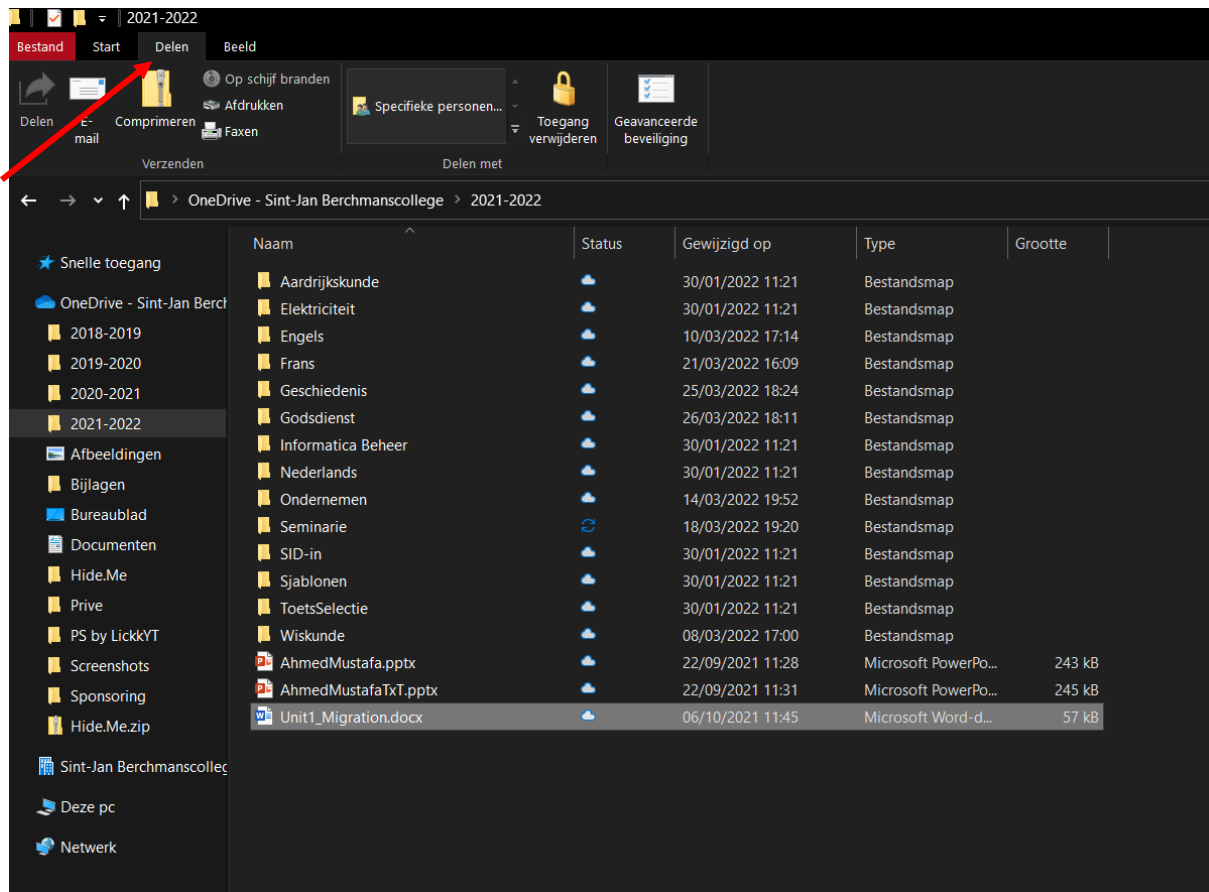 2021-2022
Bestand Start Delen Beeld
Delen
E-
mail
Comprimeren
Op schijf branden
Afdrukken
Faxen
Verzenden
Specifieke personen...
Delen met
Toegang
verwijderen
Geavanceerde
beveiliging
OneDrive - Sint-Jan Berchmanscollege > 2021-2022
Snelle toegang
OneDrive - Sint-Jan Berch
2018-2019
2019-2020
2020-2021
2021-2022
Afbeeldingen
Bijlagen
Bureaublad
Documenten
Hide.Me
Prive
PS by LickkYT
Screenshots
Sponsoring
Hide.Me.zip
Sint-Jan Berchmanscolleg
Deze pc
Netwerk
Naam Status Gewijzigd op Type Grootte
Aardrijkskunde 30/01/2022 11:21 Bestandsmap
Elektriciteit 30/01/2022 11:21 Bestandsmap
Engels 10/03/2022 17:14 Bestandsmap
Frans 21/03/2022 16:09 Bestandsmap
Geschiedenis 25/03/2022 18:24 Bestandsmap
Godsdienst 26/03/2022 18:11 Bestandsmap
Informatica Beheer 30/01/2022 11:21 Bestandsmap
Nederlands 30/01/2022 11:21 Bestandsmap
Ondernemen 14/03/2022 19:52 Bestandsmap
Seminarie 18/03/2022 19:20 Bestandsmap
SID-in 30/01/2022 11:21 Bestandsmap
Sjablonen 30/01/2022 11:21 Bestandsmap
ToetsSelectie 30/01/2022 11:21 Bestandsmap
Wiskunde 08/03/2022 17:00 Bestandsmap
AhmedMustafa.pptx 22/09/2021 11:28 Microsoft PowerPo... 243 kB
AhmedMustafaTxT.pptx 22/09/2021 11:31 Microsoft PowerPo... 245 kB
Unit1_Migration.docx 06/10/2021 11:45 Microsoft Word-d... 57 kB